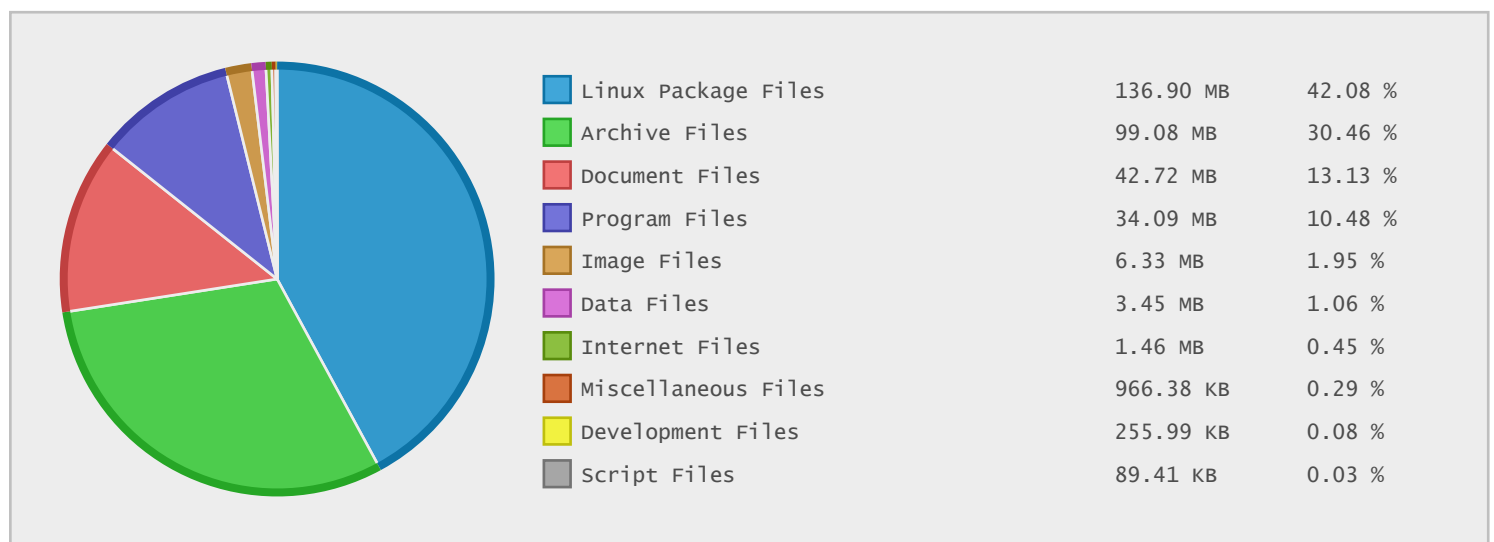 Linux Package Files 136.90 MB 42.08 %
Archive Files 99.08 MB 30.46 %
Document Files 42.72 MB 13.13 %
Program Files 34.09 MB 10.48 %
Image Files 6.33 MB 1.95 %
Data Files 3.45 MB 1.06 %
Internet Files 1.46 MB 0.45 %
Miscellaneous Files 966.38 KB 0.29 %
Development Files 255.99 KB 0.08 %
Script Files 89.41 KB 0.03 %